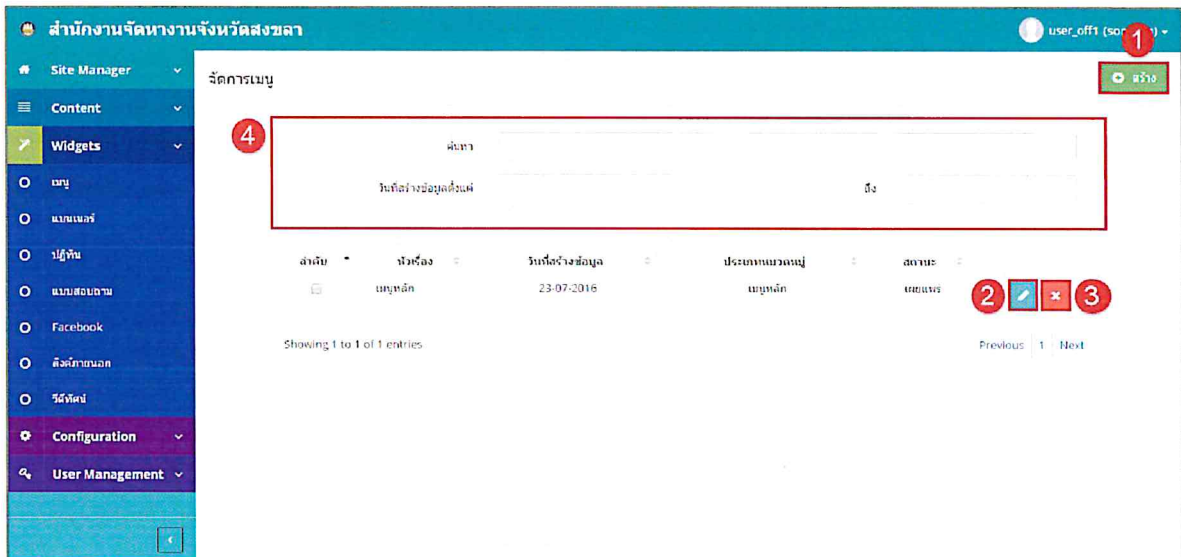 สำนักงานจัดหางานจังหวัดสงขลา
user_off1 (so
1
Site Manager
จัดการเมนู
สร้าง
Content
4
Widgets
ค้นหา
เมนู
วันที่สร้างข้อมูลตั้งแต่ ถึง
แบนเนอร์
ปฏิทิน
ลำดับ หัวเรื่อง วันที่สร้างข้อมูล ประเภทหมวดหมู่ สถานะ
แบบสอบถาม
เมนูหลัก 23-07-2016 เมนูหลัก เผยแพร่
2 3
Facebook
Showing 1 to 1 of 1 entries
Previous 1 Next
ลิงค์ภายนอก
วีดีทัศน์
Configuration
User Management